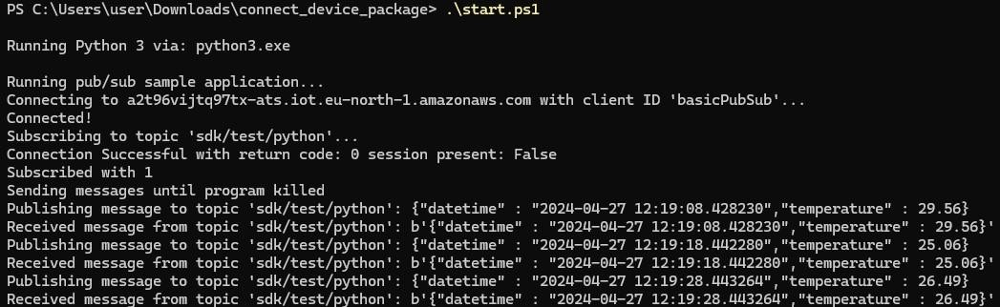 PS C:\Users\user\Downloads\connect_device_package> .\start.ps1
Running Python 3 via: python3.exe
Running pub/sub sample application...
Connecting to a2t96vijtq97tx-ats.iot.eu-north-1.amazonaws.com with client ID 'basicPubSub'...
Connected!
Subscribing to topic 'sdk/test/python'...
Connection Successful with return code: 0 session present: False
Subscribed with 1
Sending messages until program killed
Publishing message to topic 'sdk/test/python': {"datetime" : "2024-04-27 12:19:08.428230","temperature" : 29.56}
Received message from topic 'sdk/test/python': b'{"datetime" : "2024-04-27 12:19:08.428230","temperature" : 29.56}'
Publishing message to topic 'sdk/test/python': {"datetime" : "2024-04-27 12:19:18.442280","temperature" : 25.06}
Received message from topic 'sdk/test/python': b'{"datetime" : "2024-04-27 12:19:18.442280","temperature" : 25.06}'
Publishing message to topic 'sdk/test/python': {"datetime" : "2024-04-27 12:19:28.443264","temperature" : 26.49}
Received message from topic 'sdk/test/python': b'{"datetime" : "2024-04-27 12:19:28.443264","temperature" : 26.49}'